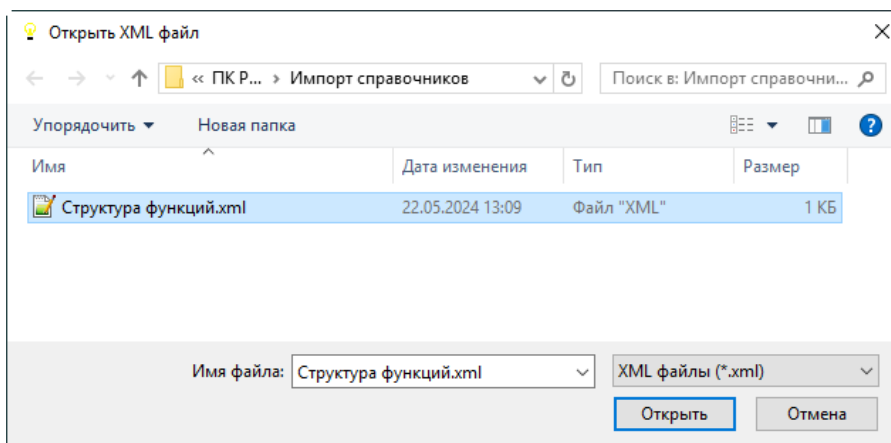 Открыть XML файл
« ПК Р... › Импорт справочников Поиск в: Импорт справочни...
Упорядочить Новая папка
Имя Дата изменения Тип Размер
Структура функций.xml 22.05.2024 13:09 Файл "XML" 1 КБ
Имя файла: Структура функций.xml XML файлы (*.xml)
Открыть Отмена